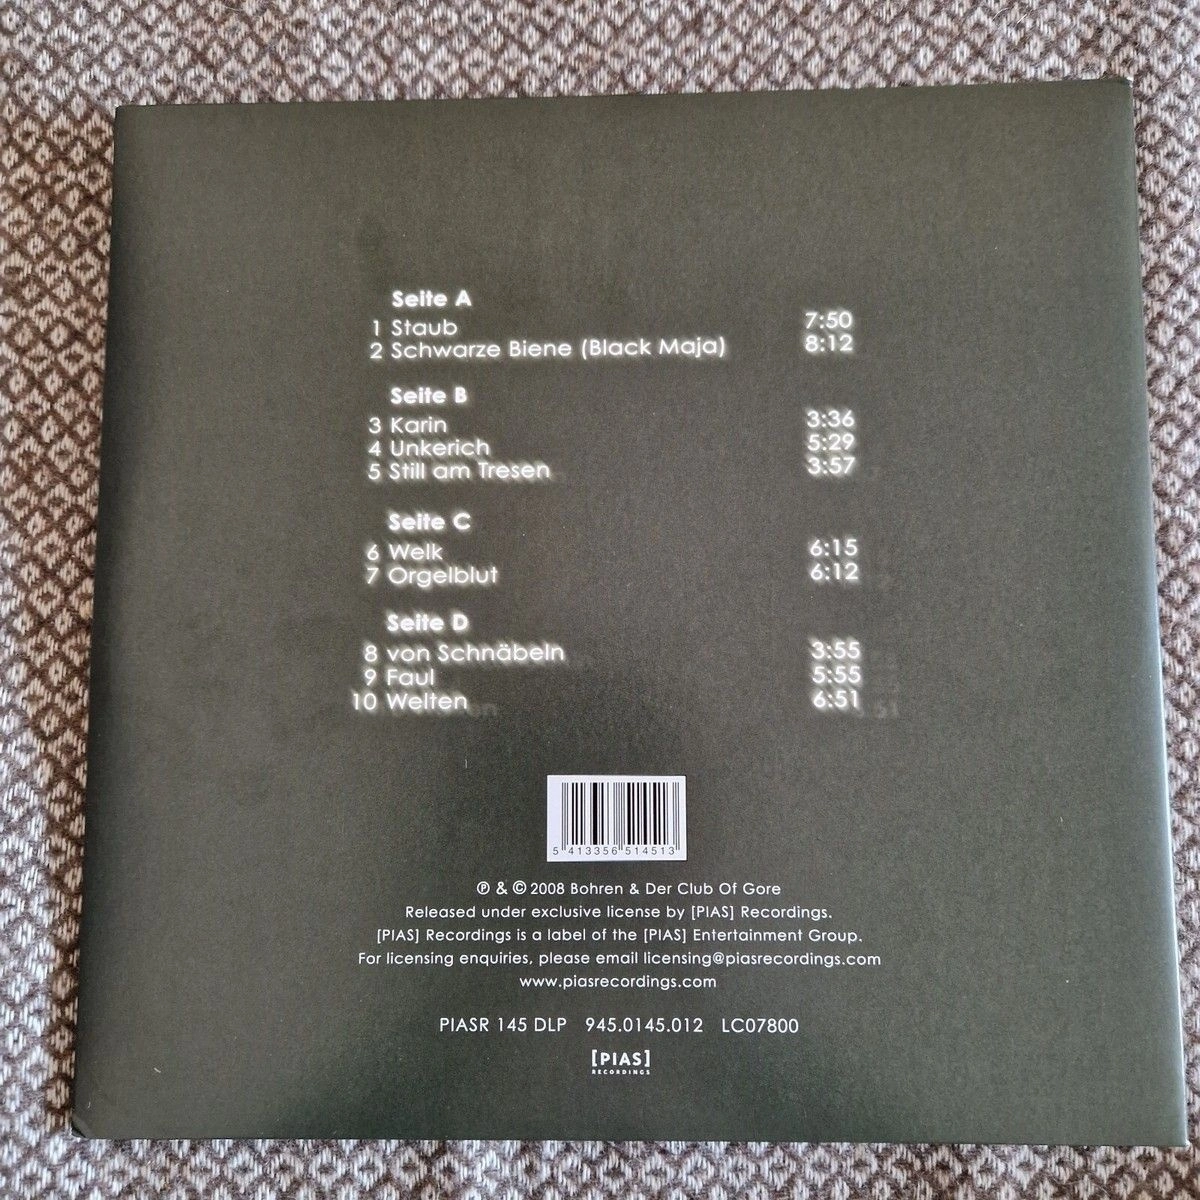 Seite A
1 Staub 7:50
2 Schwarze Biene (Black Maja) 8:12
Seite B
3 Karin 3:36
4 Unkerich 5:29
5 Still am Tresen 3:57
Seite C
6 Welk 6:15
7 Orgelblut 6:12
Seite D
8 von Schnäbeln 3:55
9 Faul 5:55
10 Welten 6:51
5 413356 514513
℗ & © 2008 Bohren & Der Club Of Gore
Released under exclusive license by [PIAS] Recordings.
[PIAS] Recordings is a label of the [PIAS] Entertainment Group.
For licensing enquiries, please email licensing@piasrecordings.com
www.piasrecordings.com
PIASR 145 DLP 945.0145.012 LC07800
[PIAS]
RECORDINGS